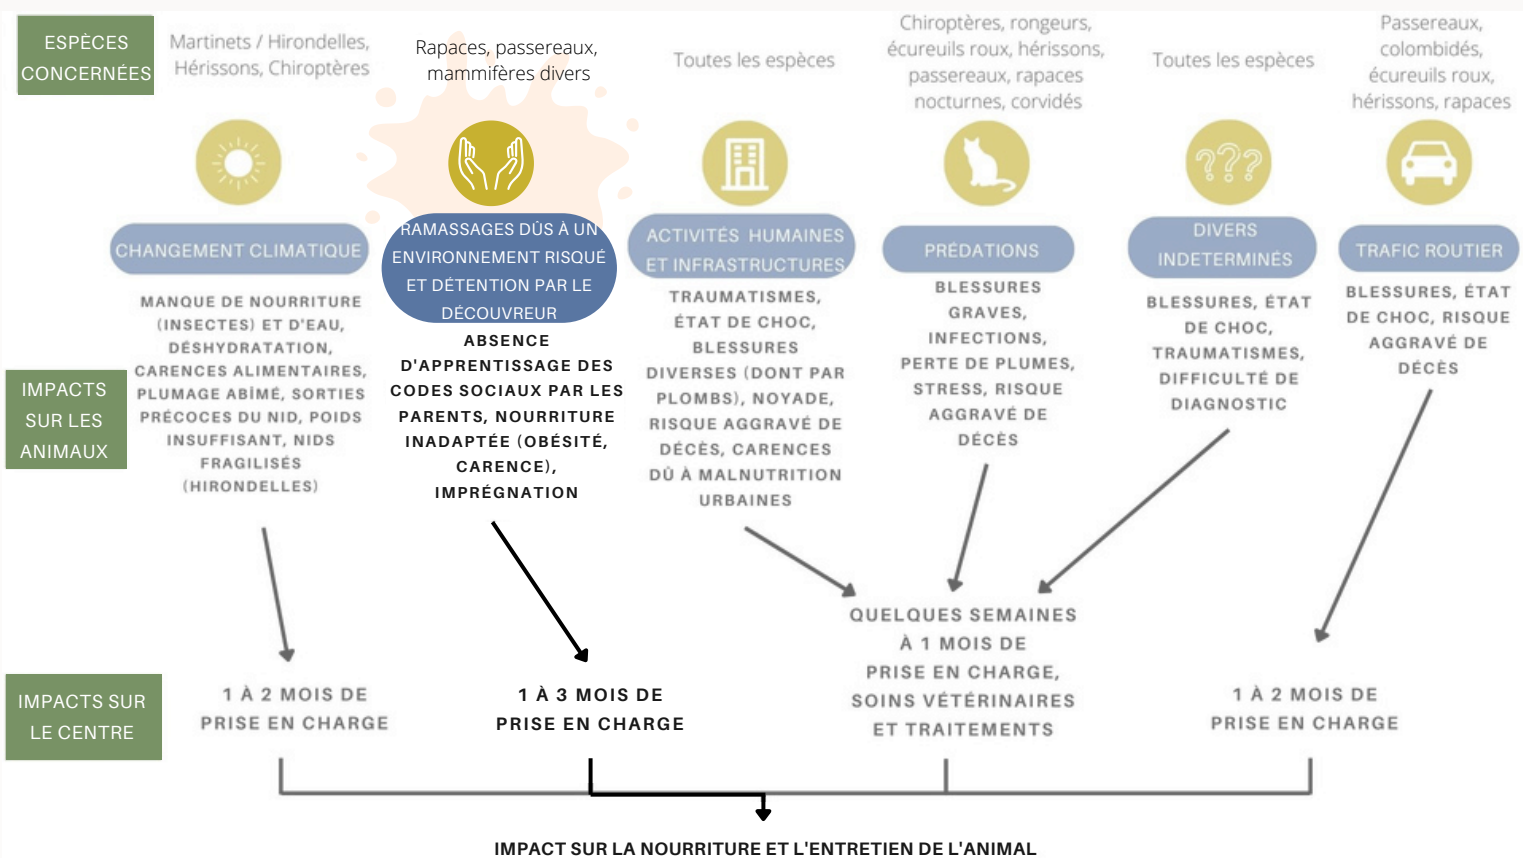 ESPÈCES
CONCERNÉES
Martinets / Hirondelles,
Hérissons, Chiroptères
Rapaces, passereaux,
mammifères divers
Toutes les espèces
Chiroptères, rongeurs,
écureuils roux, hérissons,
passereaux, rapaces
nocturnes, corvidés
Toutes les espèces
Passereaux,
colombidés,
écureuils roux,
hérissons, rapaces
???
CHANGEMENT CLIMATIQUE
RAMASSAGES DÛS À UN
ENVIRONNEMENT RISQUÉ
ET DÉTENTION PAR LE
DÉCOUVREUR
ACTIVITÉS HUMAINES
ET INFRASTRUCTURES
PRÉDATIONS
DIVERS
INDETERMINÉS
TRAFIC ROUTIER
IMPACTS
SUR LES
ANIMAUX
MANQUE DE NOURRITURE
(INSECTES) ET D'EAU,
DÉSHYDRATATION,
CARENCES ALIMENTAIRES,
PLUMAGE ABÎMÉ, SORTIES
PRÉCOCES DU NID, POIDS
INSUFFISANT, NIDS
FRAGILISÉS
(HIRONDELLES)
ABSENCE
D'APPRENTISSAGE DES
CODES SOCIAUX PAR LES
PARENTS, NOURRITURE
INADAPTÉE (OBÉSITÉ,
CARENCE),
IMPRÉGNATION
TRAUMATISMES,
ÉTAT DE CHOC,
BLESSURES
DIVERSES (DONT PAR
PLOMBS), NOYADE,
RISQUE AGGRAVÉ DE
DÉCÈS, CARENCES
DÛ À MALNUTRITION
URBAINES
BLESSURES
GRAVES,
INFECTIONS,
PERTE DE PLUMES,
STRESS, RISQUE
AGGRAVÉ DE
DÉCÈS
BLESSURES, ÉTAT
DE CHOC,
TRAUMATISMES,
DIFFICULTÉ DE
DIAGNOSTIC
BLESSURES, ÉTAT
DE CHOC, RISQUE
AGGRAVÉ DE
DÉCÈS
IMPACTS SUR
LE CENTRE
1 À 2 MOIS DE
PRISE EN CHARGE
1 À 3 MOIS DE
PRISE EN CHARGE
QUELQUES SEMAINES
À 1 MOIS DE
PRISE EN CHARGE,
SOINS VÉTÉRINAIRES
ET TRAITEMENTS
1 À 2 MOIS DE
PRISE EN CHARGE
IMPACT SUR LA NOURRITURE ET L'ENTRETIEN DE L'ANIMAL